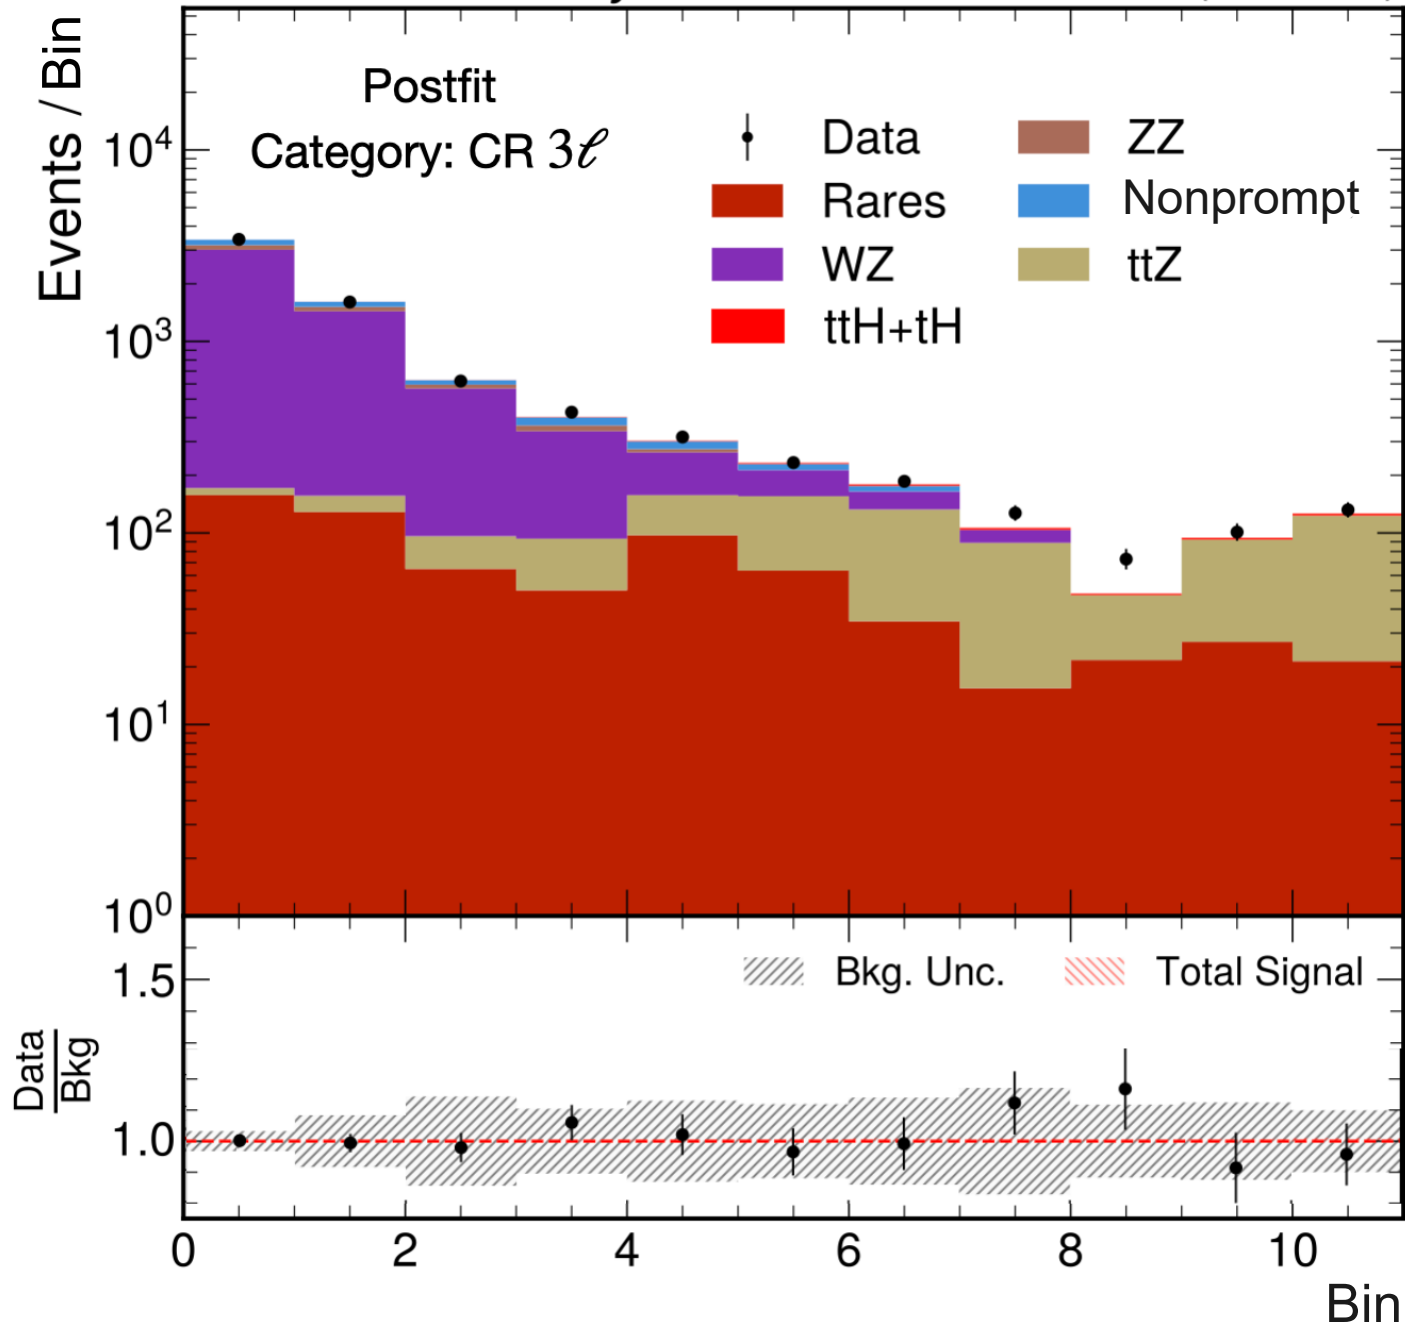 Events / Bin
Postfit
Category: CR 3ℓ
Data
ZZ
Rares
Nonprompt
WZ
ttZ
ttH+tH
10⁴
10³
10²
10¹
10⁰
Bkg. Unc.
Total Signal
1.5
1.0
Data
Bkg
0 2 4 6 8 10
Bin